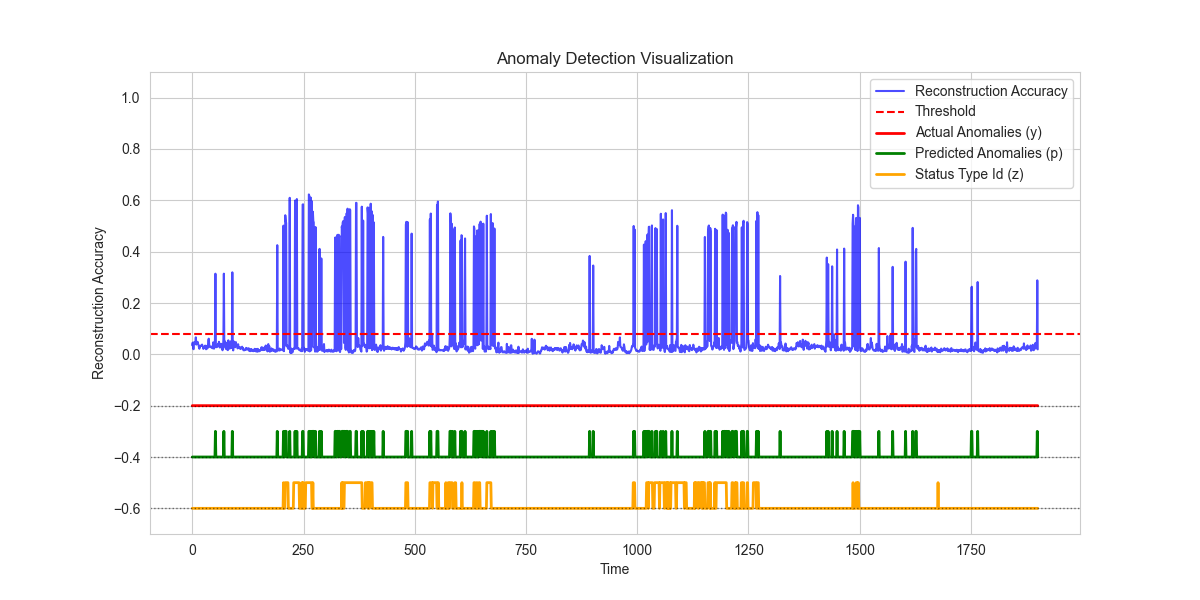 Anomaly Detection Visualization
Reconstruction Accuracy
Threshold
Actual Anomalies (y)
Predicted Anomalies (p)
Status Type Id (z)
Reconstruction Accuracy
1.0
0.8
0.6
0.4
0.2
0.0
−0.2
−0.4
−0.6
0 250 500 750 1000 1250 1500 1750
Time